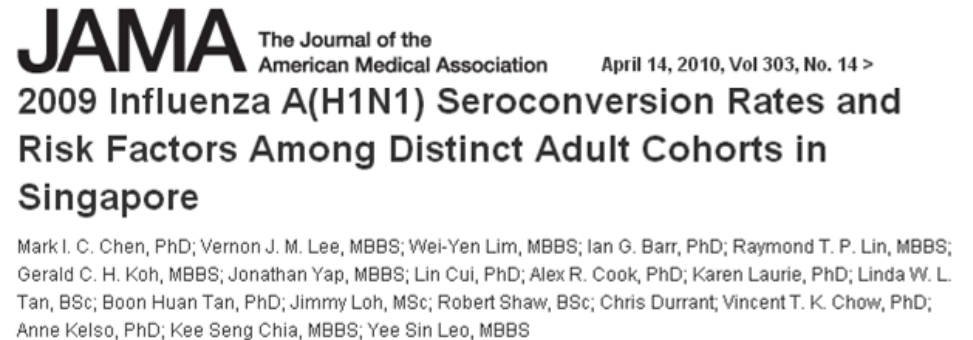 JAMA The Journal of the
American Medical Association April 14, 2010, Vol 303, No. 14 >
2009 Influenza A(H1N1) Seroconversion Rates and
Risk Factors Among Distinct Adult Cohorts in
Singapore
Mark I. C. Chen, PhD; Vernon J. M. Lee, MBBS; Wei-Yen Lim, MBBS; Ian G. Barr, PhD; Raymond T. P. Lin, MBBS;
Gerald C. H. Koh, MBBS; Jonathan Yap, MBBS; Lin Cui, PhD; Alex R. Cook, PhD; Karen Laurie, PhD; Linda W. L.
Tan, BSc; Boon Huan Tan, PhD; Jimmy Loh, MSc; Robert Shaw, BSc; Chris Durrant; Vincent T. K. Chow, PhD;
Anne Kelso, PhD; Kee Seng Chia, MBBS; Yee Sin Leo, MBBS